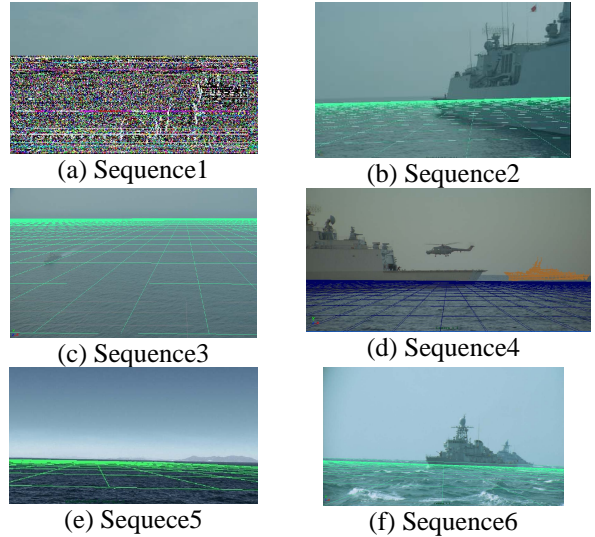 (a) Sequence1
(b) Sequence2
(c) Sequence3
(d) Sequence4
(e) Sequece5
(f) Sequence6